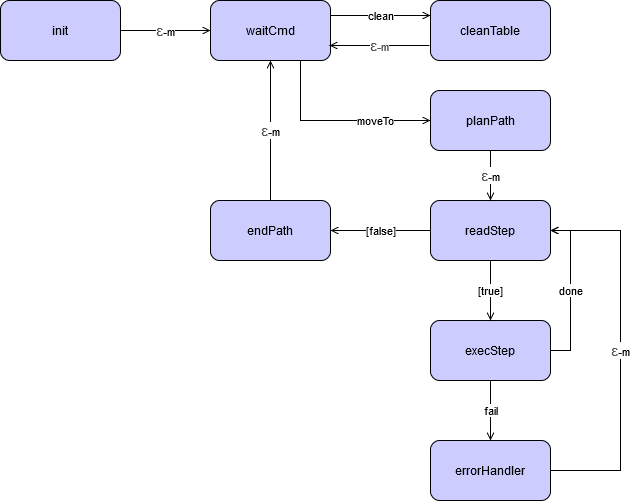 init
ε-m
waitCmd
clean
ε-m
cleanTable
moveTo
planPath
ε-m
ε-m
endPath
[false]
readStep
[true]
done
execStep
ε-m
fail
errorHandler